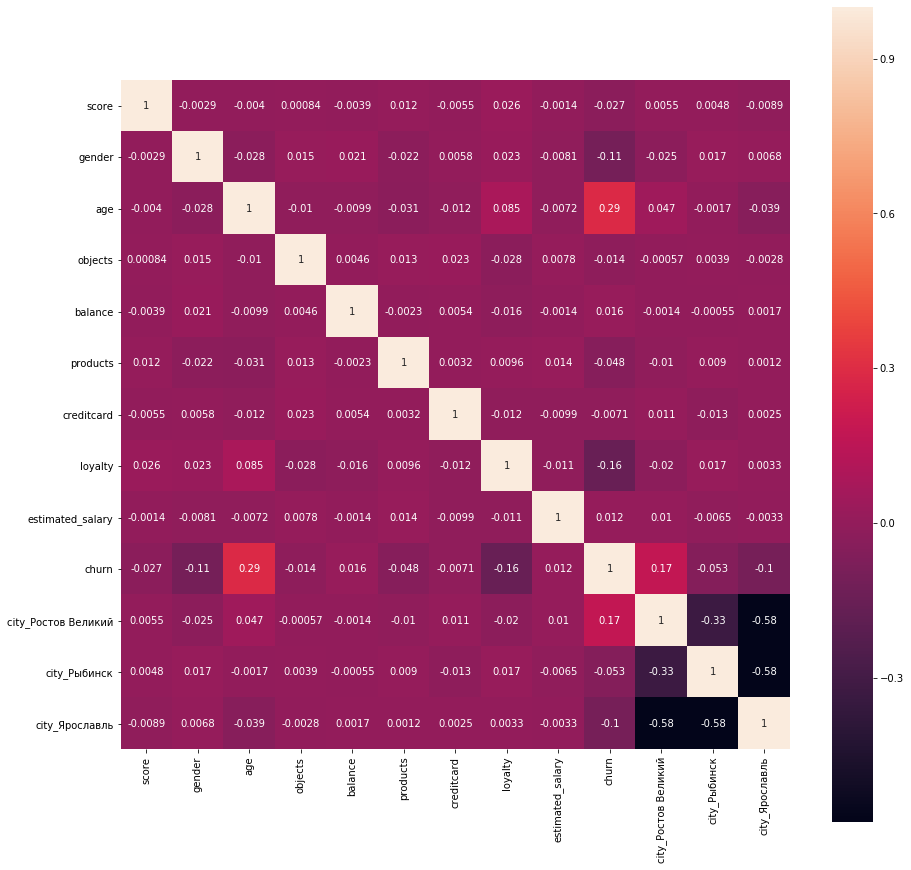 score 1 -0.0029 -0.004 0.00084 -0.0039 0.012 -0.0055 0.026 -0.0014 -0.027 0.0055 0.0048 -0.0089
gender -0.0029 1 -0.028 0.015 0.021 -0.022 0.0058 0.023 -0.0081 -0.11 -0.025 0.017 0.0068
age -0.004 -0.028 1 -0.01 -0.0099 -0.031 -0.012 0.085 -0.0072 0.29 0.047 -0.0017 -0.039
objects 0.00084 0.015 -0.01 1 0.0046 0.013 0.023 -0.028 0.0078 -0.014 -0.00057 0.0039 -0.0028
balance -0.0039 0.021 -0.0099 0.0046 1 -0.0023 0.0054 -0.016 -0.0014 0.016 -0.0014 -0.00055 0.0017
products 0.012 -0.022 -0.031 0.013 -0.0023 1 0.0032 0.0096 0.014 -0.048 -0.01 0.009 0.0012
creditcard -0.0055 0.0058 -0.012 0.023 0.0054 0.0032 1 -0.012 -0.0099 -0.0071 0.011 -0.013 0.0025
loyalty 0.026 0.023 0.085 -0.028 -0.016 0.0096 -0.012 1 -0.011 -0.16 -0.02 0.017 0.0033
estimated_salary -0.0014 -0.0081 -0.0072 0.0078 -0.0014 0.014 -0.0099 -0.011 1 0.012 0.01 -0.0065 -0.0033
churn -0.027 -0.11 0.29 -0.014 0.016 -0.048 -0.0071 -0.16 0.012 1 0.17 -0.053 -0.1
city_Ростов Великий 0.0055 -0.025 0.047 -0.00057 -0.0014 -0.01 0.011 -0.02 0.01 0.17 1 -0.33 -0.58
city_Рыбинск 0.0048 0.017 -0.0017 0.0039 -0.00055 0.009 -0.013 0.017 -0.0065 -0.053 -0.33 1 -0.58
city_Ярославль -0.0089 0.0068 -0.039 -0.0028 0.0017 0.0012 0.0025 0.0033 -0.0033 -0.1 -0.58 -0.58 1
score
gender
age
objects
balance
products
creditcard
loyalty
estimated_salary
churn
city_Ростов Великий
city_Рыбинск
city_Ярославль
0.9
0.6
0.3
0.0
−0.3